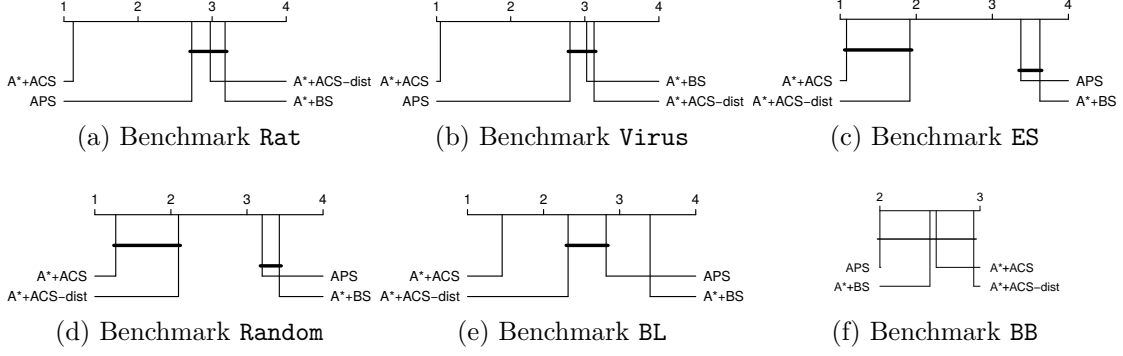 1 2 3 4
A*+ACS A*+ACS-dist
APS A*+BS
(a) Benchmark Rat
1 2 3 4
A*+ACS A*+BS
APS A*+ACS-dist
(b) Benchmark Virus
1 2 3 4
A*+ACS APS
A*+ACS-dist A*+BS
(c) Benchmark ES
1 2 3 4
A*+ACS APS
A*+ACS-dist A*+BS
(d) Benchmark Random
1 2 3 4
A*+ACS APS
A*+ACS-dist A*+BS
(e) Benchmark BL
2 3
APS A*+ACS
A*+BS A*+ACS-dist
(f) Benchmark BB